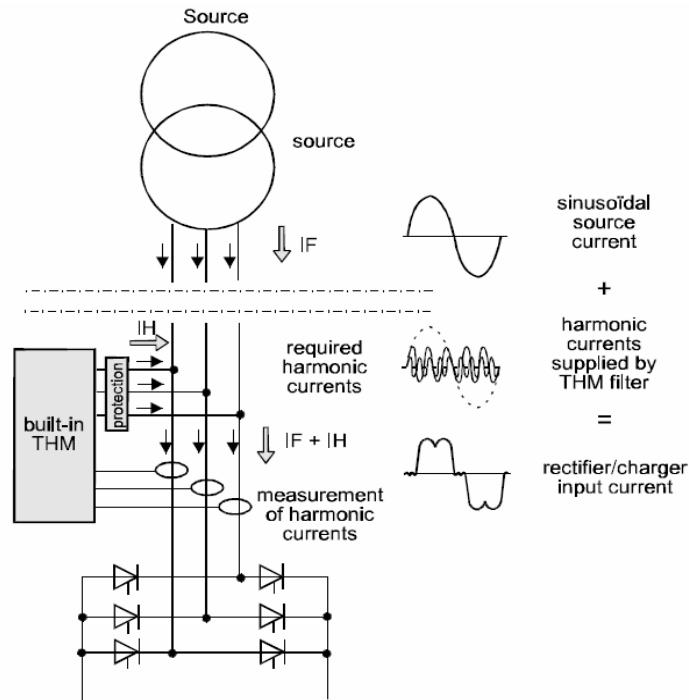 Source
source
IF
sinusoïdal
source
current
+
IH
required
harmonic
currents
harmonic
currents
supplied by
THM filter
=
built-in
THM
protection
IF + IH
rectifier/charger
input current
measurement
of harmonic
currents